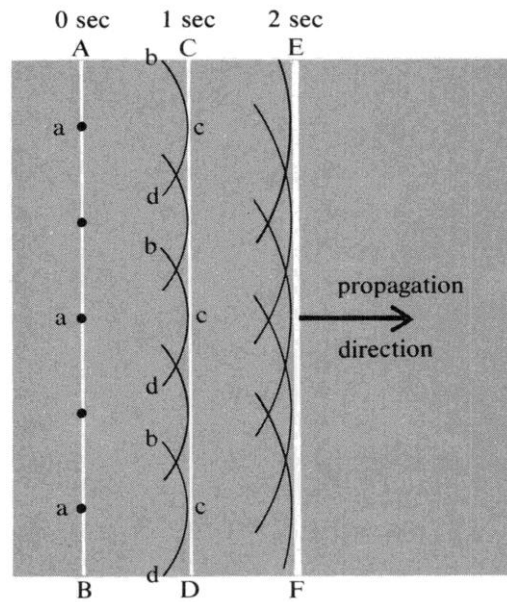 0 sec 1 sec 2 sec
A C E
b
a c
d
b
propagation
a c
direction
d
b
a c
d
B D F